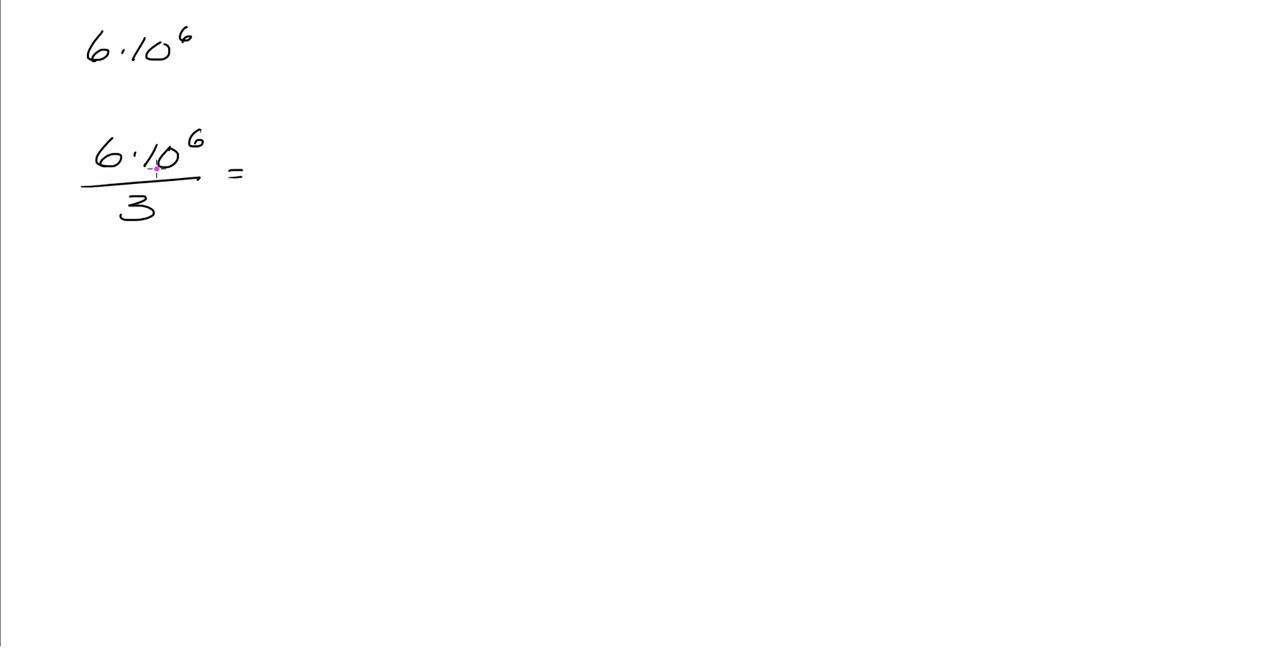 6·10⁶
6·10⁶
3
=